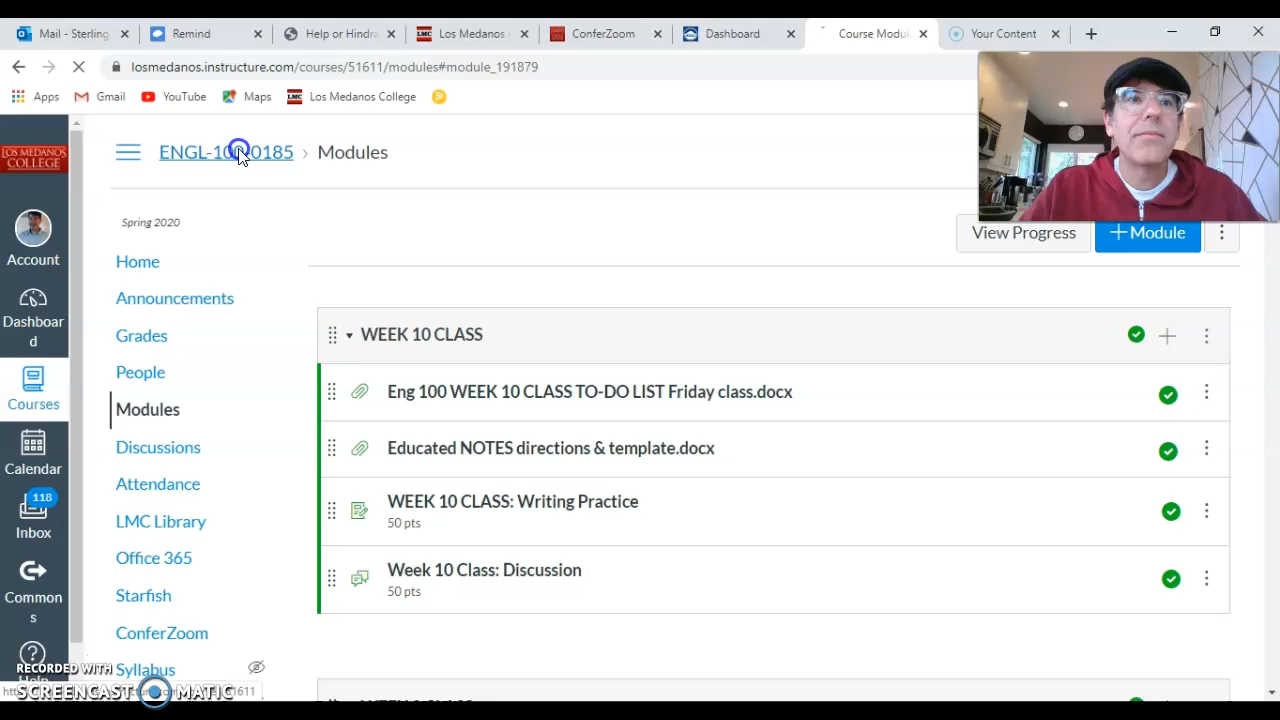 Mail - Sterling
Remind
Help or Hindra
Los Medanos
ConferZoom
Dashboard
Course Modul
Your Content
losmedanos.instructure.com/courses/51611/modules#module_191879
Apps
Gmail
YouTube
Maps
LMC
Los Medanos College
LOS MEDANOS COLLEGE
ENGL-100-0185 › Modules
Spring 2020
View Progress
+ Module
Account
Dashboard
Courses
Calendar
118
Inbox
Commons
Help
Home
Announcements
Grades
People
Modules
Discussions
Attendance
LMC Library
Office 365
Starfish
ConferZoom
Syllabus
WEEK 10 CLASS
Eng 100 WEEK 10 CLASS TO-DO LIST Friday class.docx
Educated NOTES directions & template.docx
WEEK 10 CLASS: Writing Practice
50 pts
Week 10 Class: Discussion
50 pts
RECORDED WITH
SCREENCAST MATIC